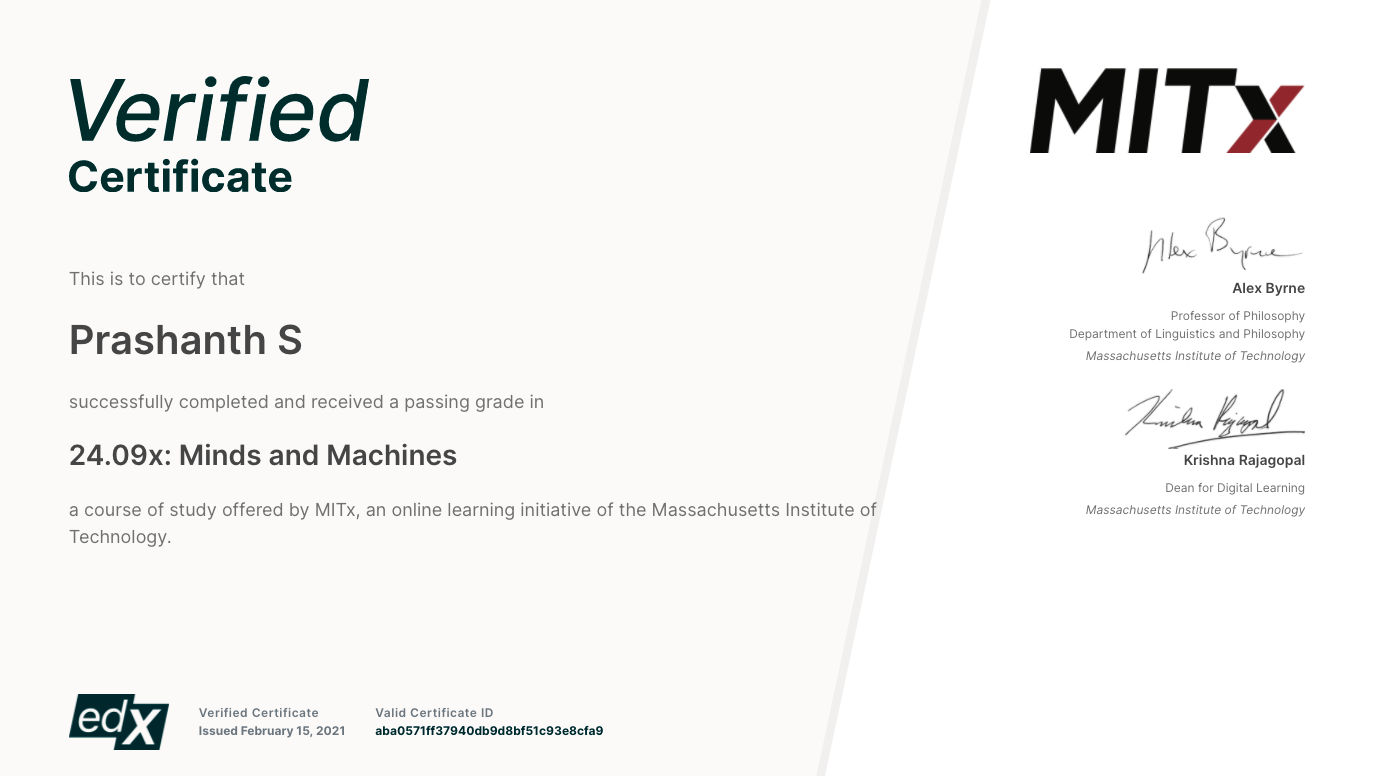 Verified
Certificate
This is to certify that
Prashanth S
successfully completed and received a passing grade in
24.09x: Minds and Machines
a course of study offered by MITx, an online learning initiative of the Massachusetts Institute of
Technology.
edX
Verified Certificate
Issued February 15, 2021
Valid Certificate ID
aba0571ff37940db9d8bf51c93e8cfa9
MITx
Alex Byrne
Alex Byrne
Professor of Philosophy
Department of Linguistics and Philosophy
Massachusetts Institute of Technology
Krishna Rajagopal
Krishna Rajagopal
Dean for Digital Learning
Massachusetts Institute of Technology